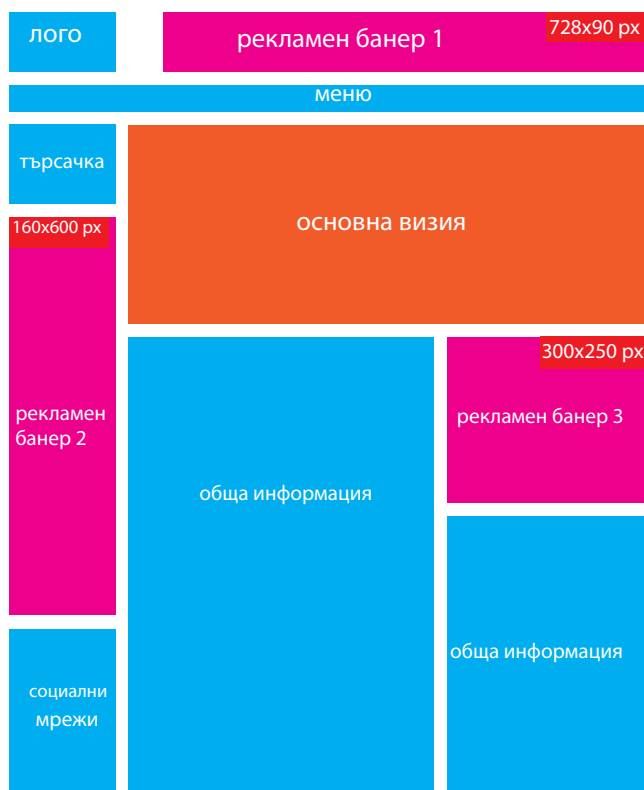 лого
рекламен банер 1
728x90 px
меню
търсачка
основна визия
160x600 px
рекламен
банер 2
300x250 px
рекламен банер 3
обща информация
обща информация
социални
мрежи